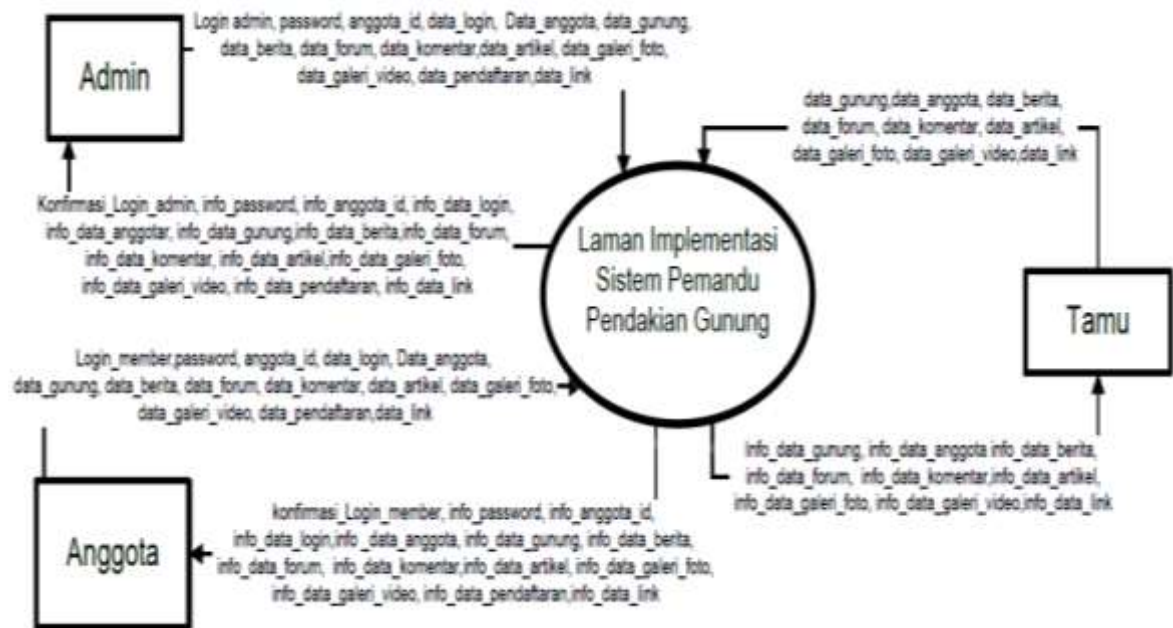 Admin
Login admin, password, anggota_id, data_login, Data_anggota, data_gunung,
data_berita, data_forum, data_komentar,data_artikel, data_galeri_foto,
data_galeri_video, data_pendaftaran,data_link
data_gunung,data_anggota, data_berita,
data_forum, data_komentar, data_artikel,
data_galeri_foto, data_galeri_video,data_link
Konfirmasi_Login_admin, info_password, info_anggota_id, info_data_login,
info_data_anggotar, info_data_gunung,info_data_berita,info_data_forum,
info_data_komentar, info_data_artikel,info_data_galeri_foto,
info_data_galeri_video, info_data_pendaftaran, info_data_link
Laman Implementasi
Sistem Pemandu
Pendakian Gunung
Tamu
Login_member,password, anggota_id, data_login, Data_anggota,
data_gunung, data_berita, data_forum, data_komentar, data_artikel, data_galeri_foto,
data_galeri_video, data_pendaftaran,data_link
Info_data_gunung, info_data_anggota info_data_berita,
info_data_forum, info_data_komentar,info_data_artikel,
info_data_galeri_foto, info_data_galeri_video,info_data_link
Anggota
konfirmasi_Login_member, info_password, info_anggota_id,
info_data_login,info_data_anggota, info_data_gunung, info_data_berita,
info_data_forum, info_data_komentar,info_data_artikel, info_data_galeri_foto,
info_data_galeri_video, info_data_pendaftaran,info_data_link